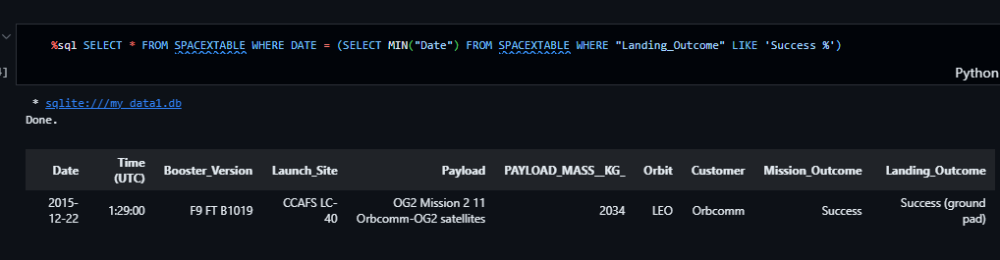 %sql SELECT * FROM SPACEXTABLE WHERE DATE = (SELECT MIN("Date") FROM SPACEXTABLE WHERE "Landing_Outcome" LIKE 'Success %')
]
Python
* sqlite:///my_data1.db
Done.
Date Time (UTC) Booster_Version Launch_Site Payload PAYLOAD_MASS__KG_ Orbit Customer Mission_Outcome Landing_Outcome
2015-12-22 1:29:00 F9 FT B1019 CCAFS LC-40 OG2 Mission 2 11 Orbcomm-OG2 satellites 2034 LEO Orbcomm Success Success (ground pad)